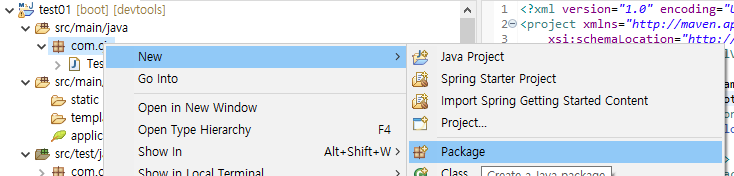 test01 [boot] [devtools]
src/main/java
com.
Tes
src/main/
static
templa
applic
src/test/j
com.
New
Go Into
Open in New Window
Open Type Hierarchy F4
Show In Alt+Shift+W
Show in Local Terminal
Java Project
Spring Starter Project
Import Spring Getting Started Content
Project...
Package
Class
Create a Java package
1 <?xml version="1.0" encoding="U
2 <project xmlns="http://maven.ap
xsi:schemaLocation="http:/